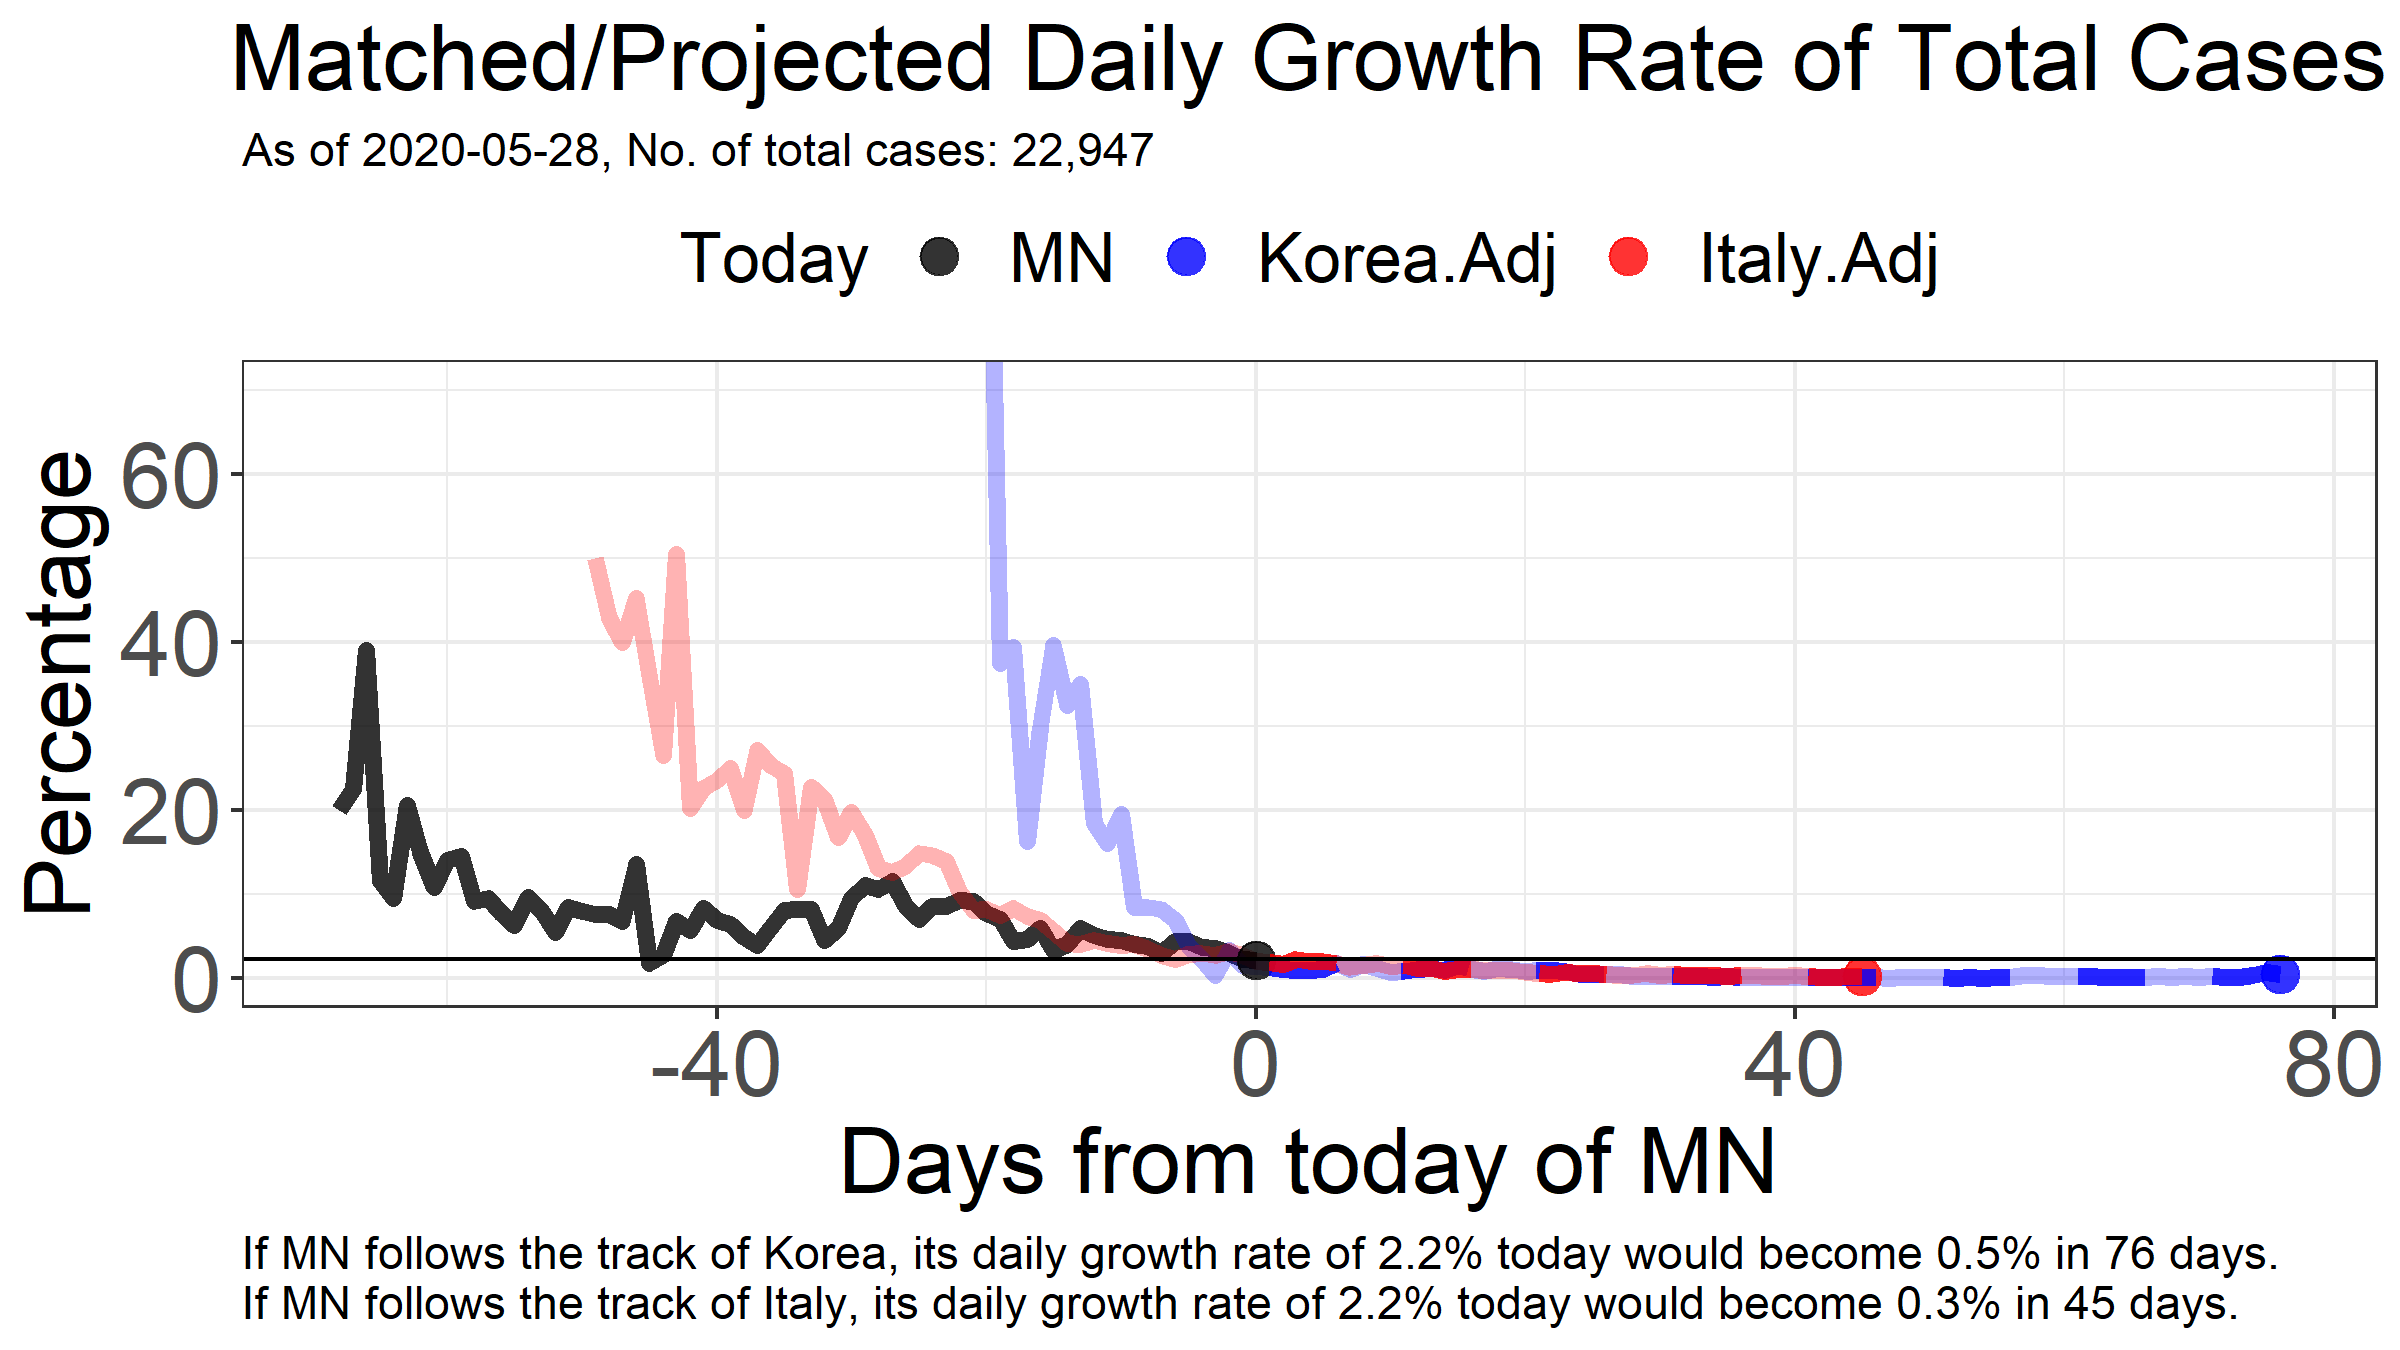 Matched/Projected Daily Growth Rate of Total Cases
As of 2020-05-28, No. of total cases: 22,947
Today MN Korea.Adj Italy.Adj
Percentage
60
40
20
0
-40 0 40 80
Days from today of MN
If MN follows the track of Korea, its daily growth rate of 2.2% today would become 0.5% in 76 days.
If MN follows the track of Italy, its daily growth rate of 2.2% today would become 0.3% in 45 days.